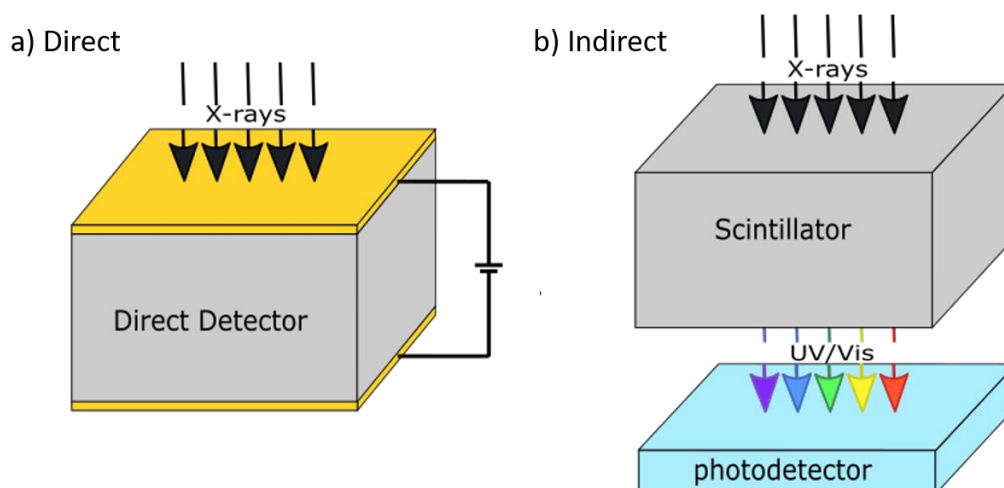 a) Direct
X-rays
Direct Detector
b) Indirect
X-rays
Scintillator
UV/Vis
photodetector